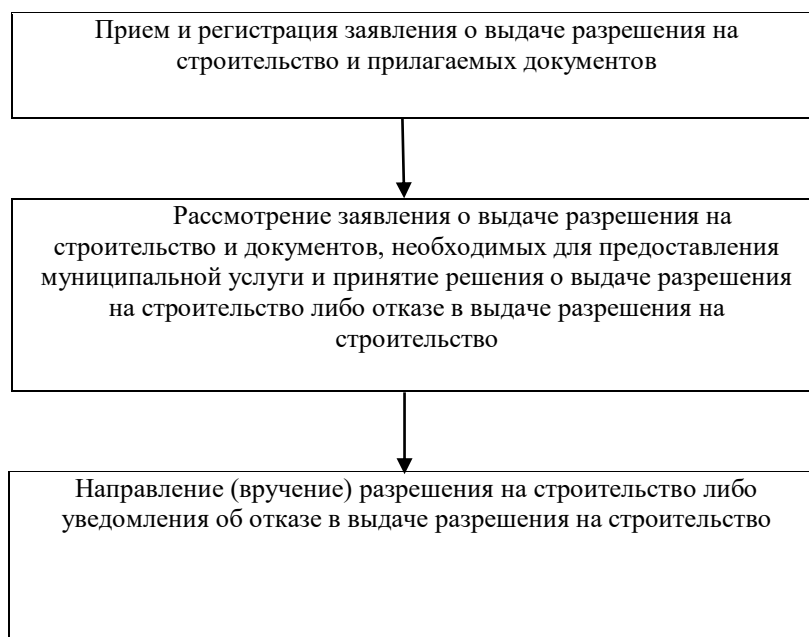 Прием и регистрация заявления о выдаче разрешения на
строительство и прилагаемых документов
Рассмотрение заявления о выдаче разрешения на
строительство и документов, необходимых для предоставления
муниципальной услуги и принятие решения о выдаче разрешения
на строительство либо отказе в выдаче разрешения на
строительство
Направление (вручение) разрешения на строительство либо
уведомления об отказе в выдаче разрешения на строительство